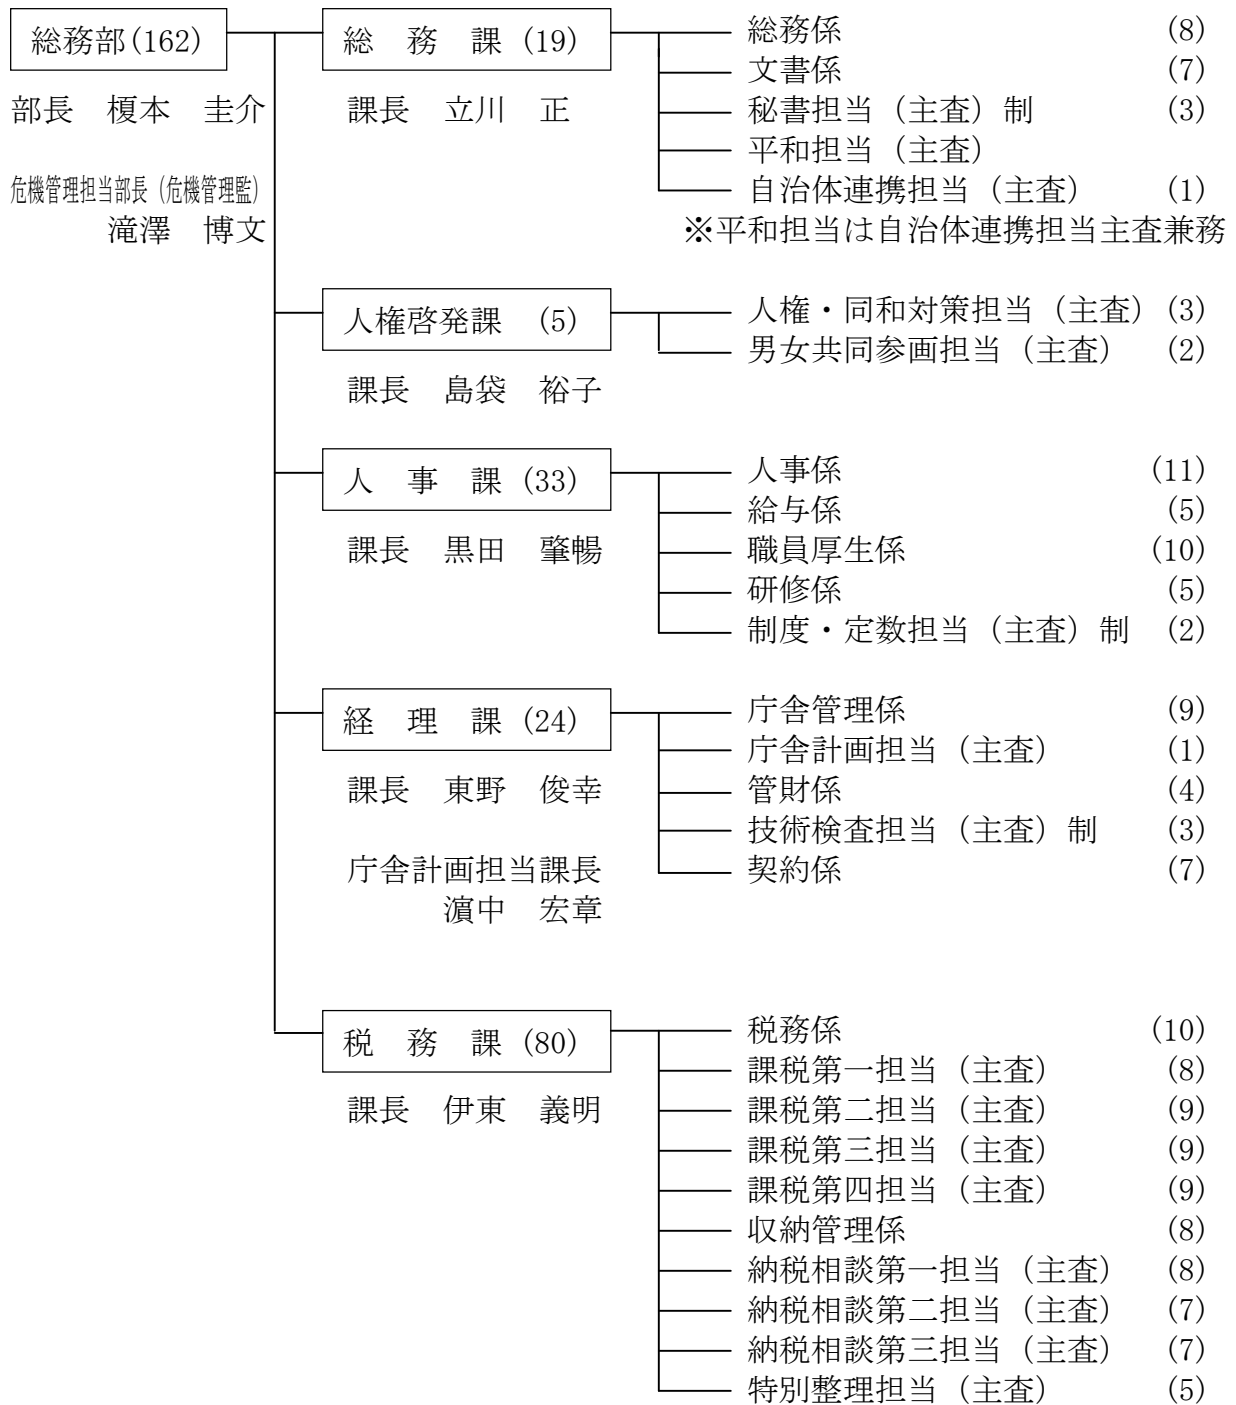 総務部(162)
部長　榎本　圭介
危機管理担当部長（危機管理監）
滝澤　博文
総　務　課 (19)
課長　立川　正
総務係 (8)
文書係 (7)
秘書担当（主査）制 (3)
平和担当（主査）
自治体連携担当（主査） (1)
※平和担当は自治体連携担当主査兼務
人権啓発課　(5)
課長　島袋　裕子
人権・同和対策担当（主査） (3)
男女共同参画担当（主査） (2)
人　事　課 (33)
課長　黒田　肇暢
人事係 (11)
給与係 (5)
職員厚生係 (10)
研修係 (5)
制度・定数担当（主査）制 (2)
経　理　課 (24)
課長　東野　俊幸
庁舎計画担当課長
濵中　宏章
庁舎管理係 (9)
庁舎計画担当（主査） (1)
管財係 (4)
技術検査担当（主査）制 (3)
契約係 (7)
税　務　課 (80)
課長　伊東　義明
税務係 (10)
課税第一担当（主査） (8)
課税第二担当（主査） (9)
課税第三担当（主査） (9)
課税第四担当（主査） (9)
収納管理係 (8)
納税相談第一担当（主査） (8)
納税相談第二担当（主査） (7)
納税相談第三担当（主査） (7)
特別整理担当（主査） (5)